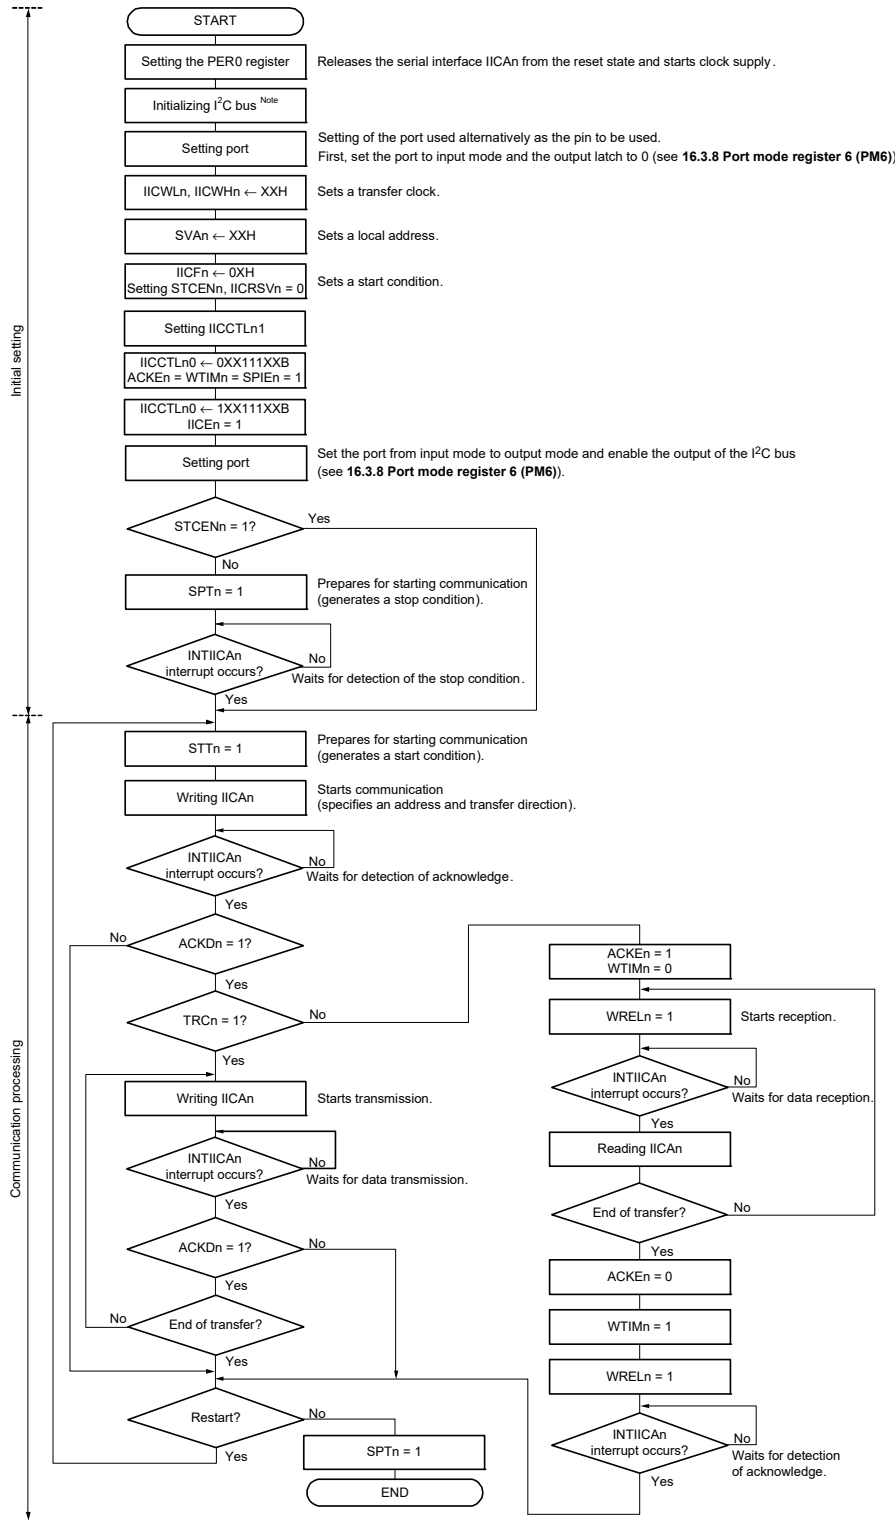 START
Setting the PER0 register
Releases the serial interface IICAn from the reset state and starts clock supply.
Initializing I2C bus Note
Setting port
Setting of the port used alternatively as the pin to be used.
First, set the port to input mode and the output latch to 0 (see 16.3.8 Port mode register 6 (PM6))
IICWLn, IICWHn ← XXH
Sets a transfer clock.
SVAn ← XXH
Sets a local address.
IICFn ← 0XH
Setting STCENn, IICRSVn = 0
Sets a start condition.
Setting IICCTLn1
IICCTLn0 ← 0XX111XXB
ACKEn = WTIMn = SPIEn = 1
IICCTLn0 ← 1XX111XXB
IICEn = 1
Setting port
Set the port from input mode to output mode and enable the output of the I2C bus
(see 16.3.8 Port mode register 6 (PM6)).
Initial setting
STCENn = 1?
Yes
No
SPTn = 1
Prepares for starting communication
(generates a stop condition).
INTIICAn
interrupt occurs?
No
Waits for detection of the stop condition.
Yes
STTn = 1
Prepares for starting communication
(generates a start condition).
Writing IICAn
Starts communication
(specifies an address and transfer direction).
INTIICAn
interrupt occurs?
No
Waits for detection of acknowledge.
Yes
No
ACKDn = 1?
Yes
TRCn = 1?
No
Yes
Writing IICAn
Starts transmission.
INTIICAn
interrupt occurs?
No
Waits for data transmission.
Yes
ACKDn = 1?
No
Yes
No
End of transfer?
Yes
Restart?
No
Yes
SPTn = 1
END
Communication processing
ACKEn = 1
WTIMn = 0
WRELn = 1
Starts reception.
INTIICAn
interrupt occurs?
No
Waits for data reception.
Yes
Reading IICAn
End of transfer?
No
Yes
ACKEn = 0
WTIMn = 1
WRELn = 1
INTIICAn
interrupt occurs?
No
Waits for detection
of acknowledge.
Yes